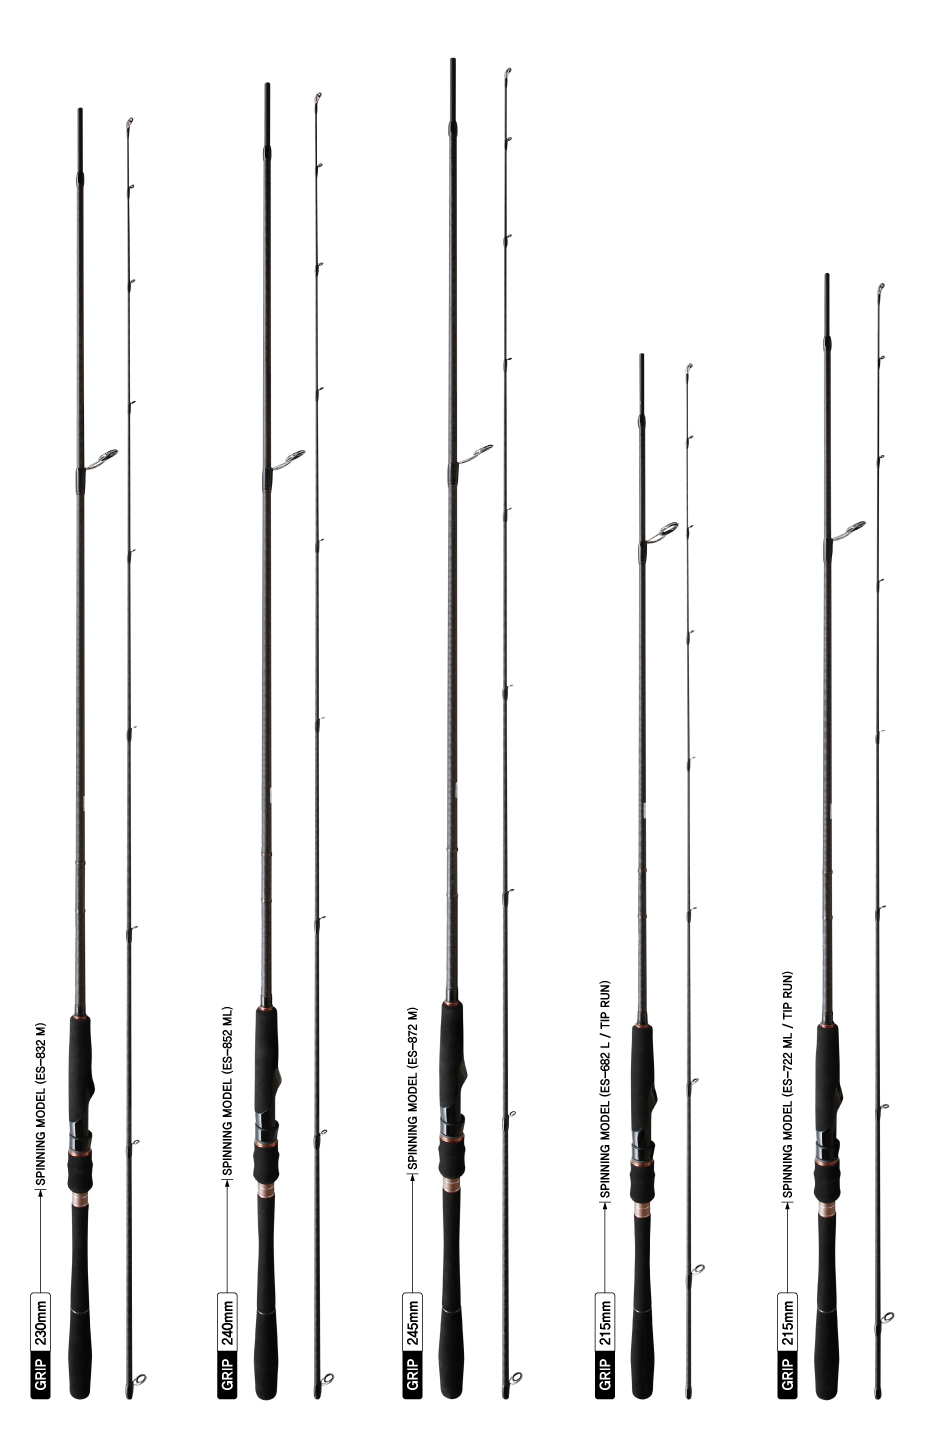 GRIP 230mm SPINNING MODEL (ES-832 M)
GRIP 240mm SPINNING MODEL (ES-852 ML)
GRIP 245mm SPINNING MODEL (ES-872 M)
GRIP 215mm SPINNING MODEL (ES-682 L / TIP RUN)
GRIP 215mm SPINNING MODEL (ES-722 ML / TIP RUN)